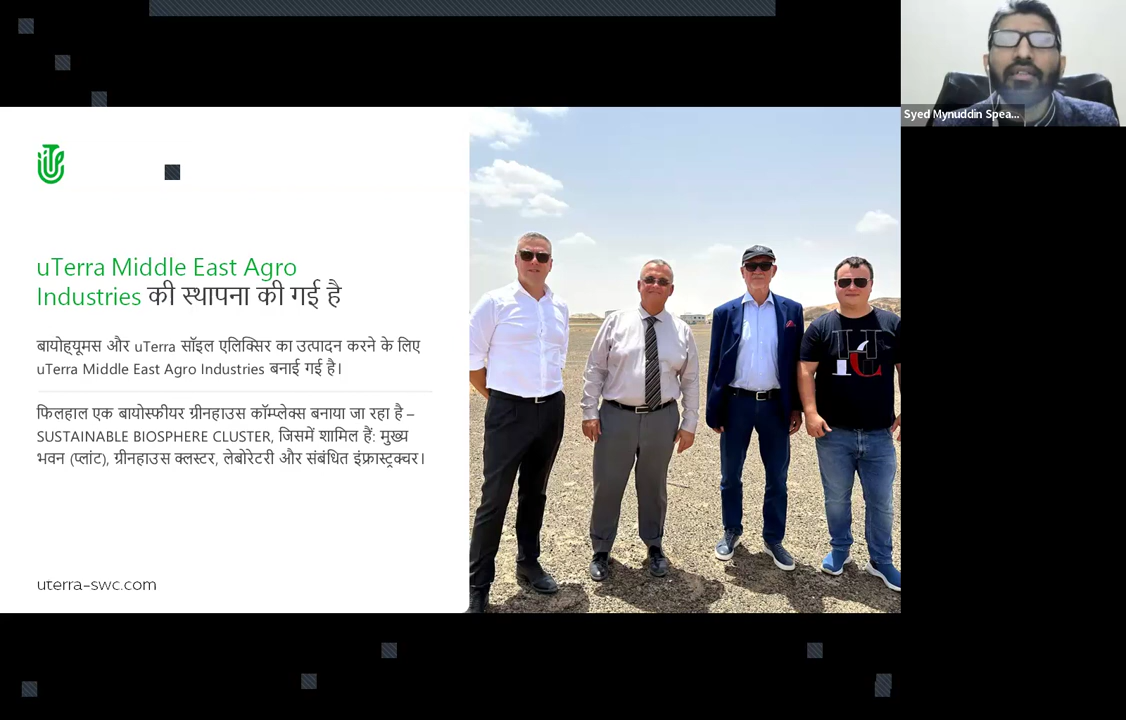 Syed Mynuddin Spea...
uTerra Middle East Agro
Industries की स्थापना की गई है
बायोह्यूमस और uTerra सॉइल एलिक्सिर का उत्पादन करने के लिए
uTerra Middle East Agro Industries बनाई गई है।
फिलहाल एक बायोस्फीयर ग्रीनहाउस कॉम्प्लेक्स बनाया जा रहा है –
SUSTAINABLE BIOSPHERE CLUSTER, जिसमें शामिल हैं: मुख्य
भवन (प्लांट), ग्रीनहाउस क्लस्टर, लेबोरेटरी और संबंधित इंफ्रास्ट्रक्चर।
uterra-swc.com